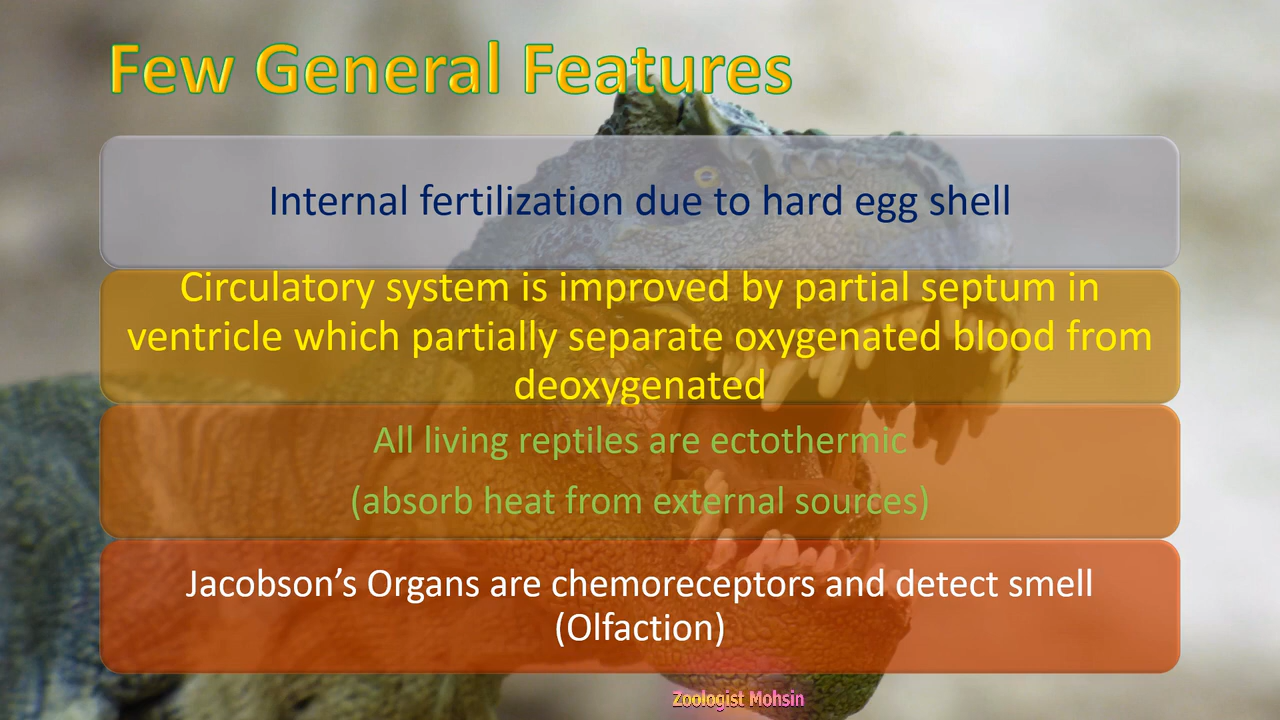 Few General Features
Internal fertilization due to hard egg shell
Circulatory system is improved by partial septum in
ventricle which partially separate oxygenated blood from
deoxygenated
All living reptiles are ectothermic
(absorb heat from external sources)
Jacobson’s Organs are chemoreceptors and detect smell
(Olfaction)
Zoologist Mohsin